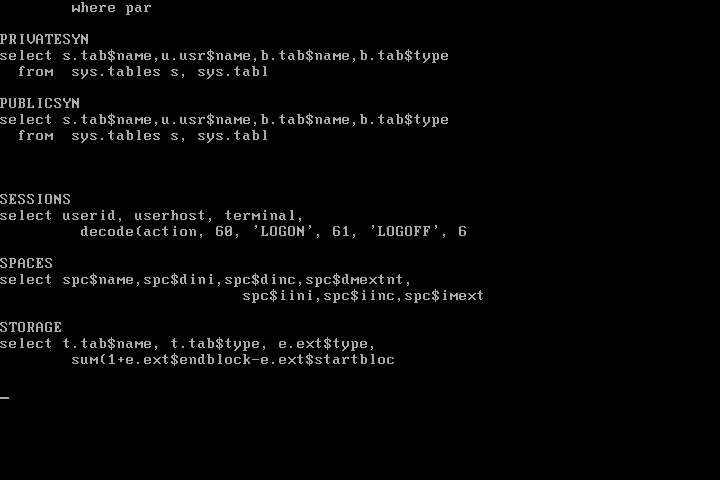 where par
PRIVATESYN
select s.tab$name,u.usr$name,b.tab$name,b.tab$type
from  sys.tables s, sys.tabl
PUBLICSYN
select s.tab$name,u.usr$name,b.tab$name,b.tab$type
from  sys.tables s, sys.tabl
SESSIONS
select userid, userhost, terminal,
decode(action, 60, 'LOGON', 61, 'LOGOFF', 6
SPACES
select spc$name,spc$dini,spc$dinc,spc$dmextnt,
spc$iini,spc$iinc,spc$imext
STORAGE
select t.tab$name, t.tab$type, e.ext$type,
sum(1+e.ext$endblock-e.ext$startbloc
_